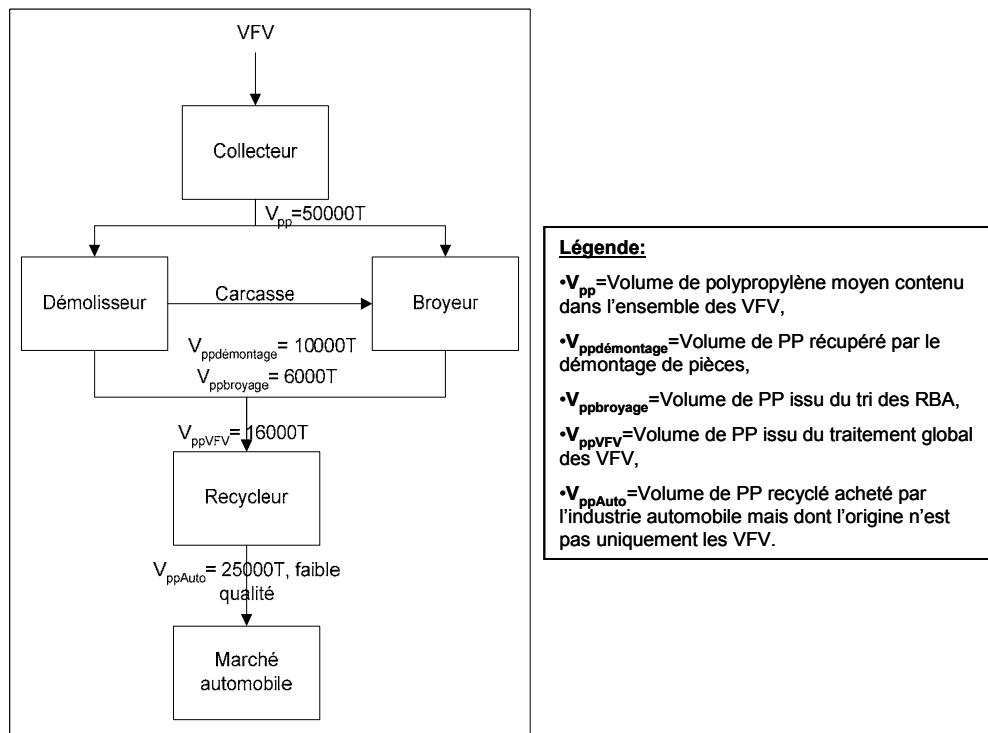 VFV
Collecteur
Vpp=50000T
Démolisseur
Carcasse
Broyeur
Vppdémontage = 10000T
Vppbroyage = 6000T
VppVFV = 16000T
Recycleur
VppAuto= 25000T, faible
qualité
Marché
automobile
Légende:
•Vpp=Volume de polypropylène moyen contenu
dans l'ensemble des VFV,
•Vppdémontage=Volume de PP récupéré par le
démontage de pièces,
•Vppbroyage=Volume de PP issu du tri des RBA,
•VppVFV=Volume de PP issu du traitement global
des VFV,
•VppAuto=Volume de PP recyclé acheté par
l'industrie automobile mais dont l'origine n'est
pas uniquement les VFV.